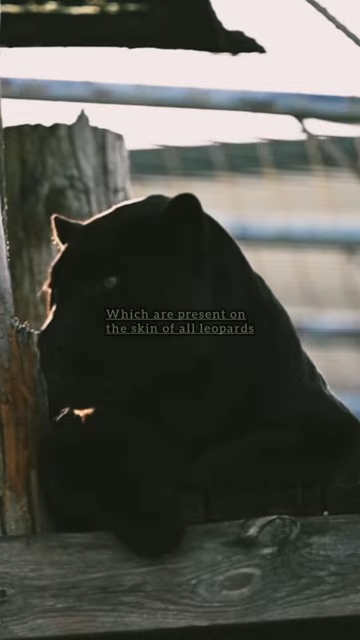 Which are present on
the skin of all leopards